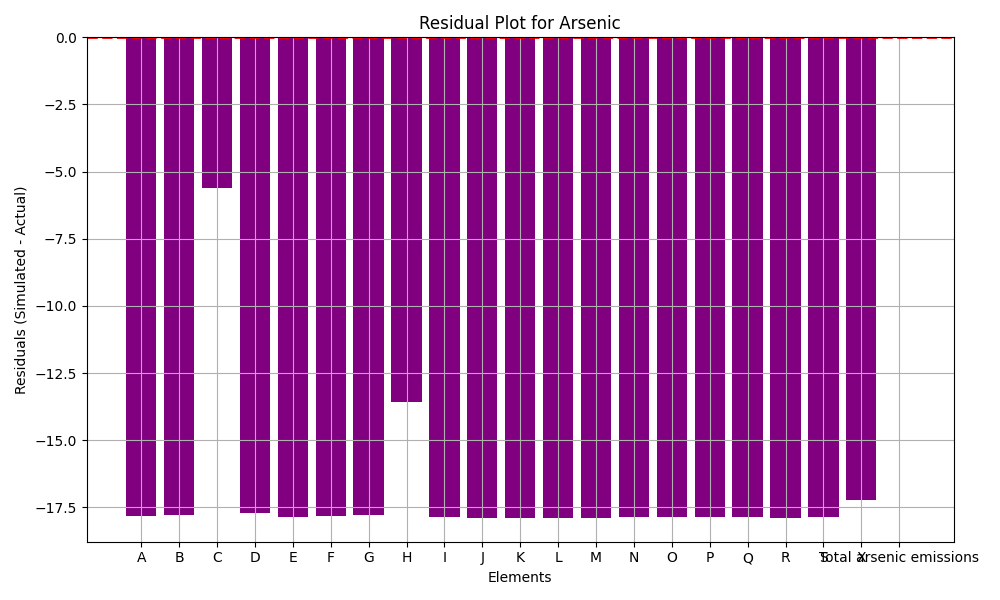 Residual Plot for Arsenic
0.0
−2.5
−5.0
−7.5
−10.0
−12.5
−15.0
−17.5
Residuals (Simulated - Actual)
A B C D E F G H I J K L M N O P Q R S X Total arsenic emissions
Elements